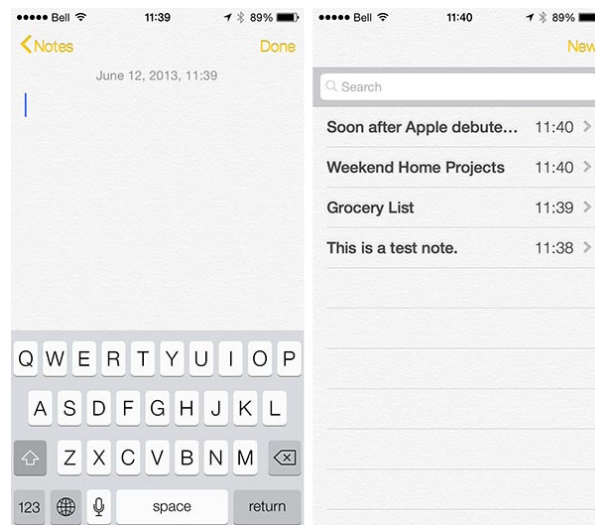 Bell 11:39 89%
Notes Done
June 12, 2013, 11:39
Q W E R T Y U I O P
A S D F G H J K L
Z X C V B N M
123 space return
Bell 11:40 89%
New
Search
Soon after Apple debute... 11:40
Weekend Home Projects 11:40
Grocery List 11:39
This is a test note. 11:38